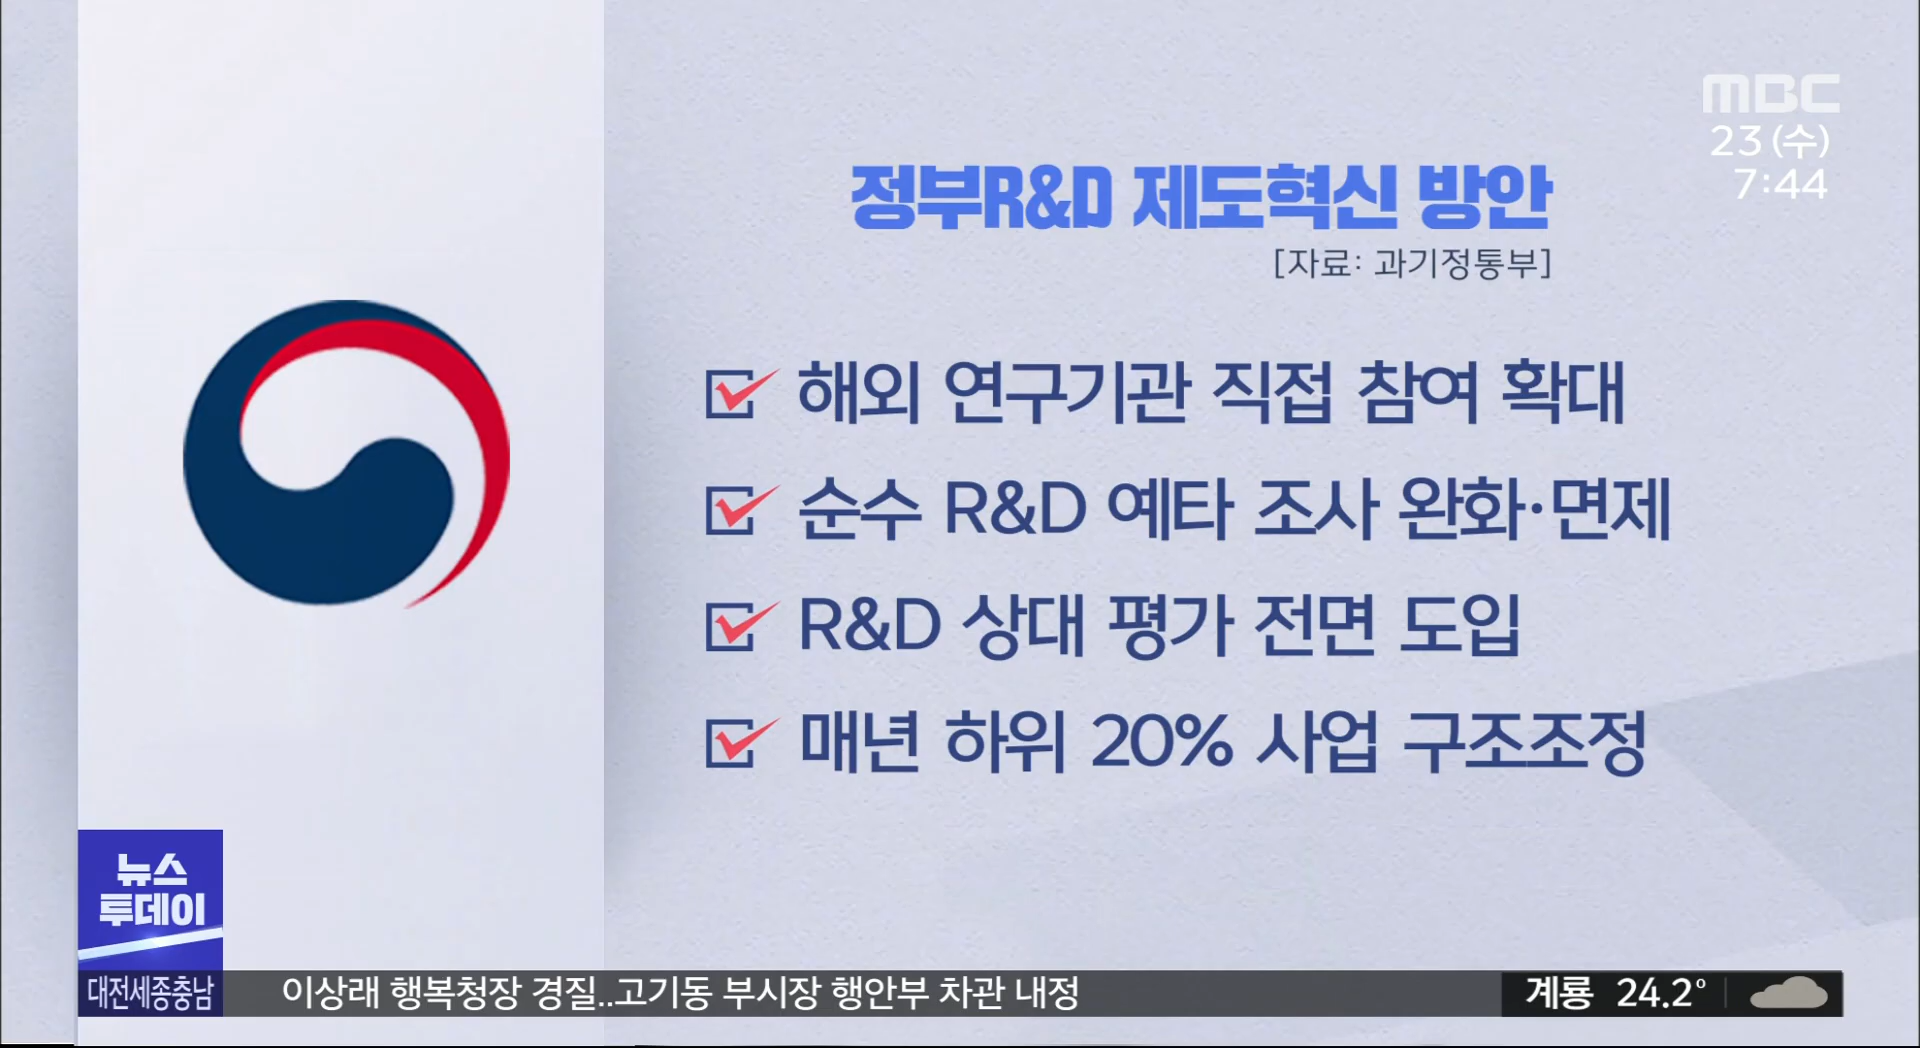 MBC
23(수)
7:44
정부R&D 제도혁신 방안
[자료: 과기정통부]
해외 연구기관 직접 참여 확대
순수 R&D 예타 조사 완화·면제
R&D 상대 평가 전면 도입
매년 하위 20% 사업 구조조정
뉴스
투데이
대전세종충남
이상래 행복청장 경질..고기동 부시장 행안부 차관 내정
계룡 24.2°